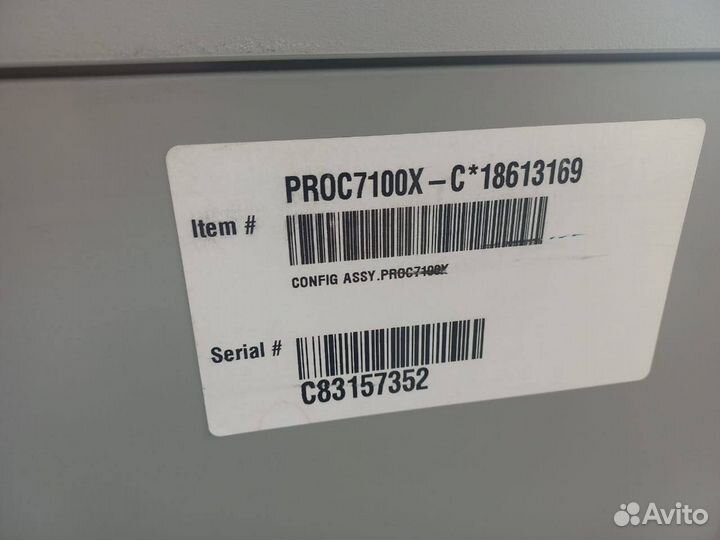 PROC7100X-C*18613169
Item #
CONFIG ASSY.PROC7100X
Serial #
C83157352
Avito